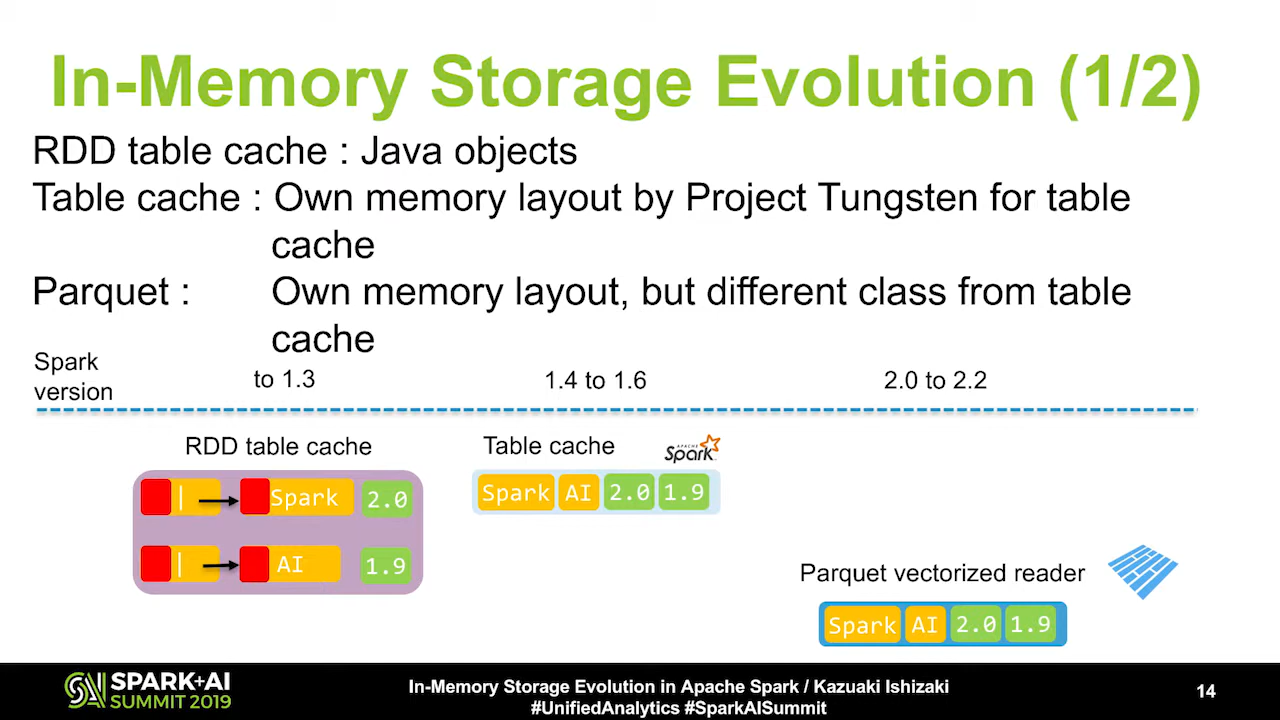 In-Memory Storage Evolution (1/2)
RDD table cache : Java objects
Table cache : Own memory layout by Project Tungsten for table
cache
Parquet : Own memory layout, but different class from table
cache
Spark
version
to 1.3
1.4 to 1.6
2.0 to 2.2
RDD table cache
Spark 2.0
AI 1.9
Table cache
APACHE
Spark
Spark AI 2.0 1.9
Parquet vectorized reader
Spark AI 2.0 1.9
SPARK+AI
SUMMIT 2019
In-Memory Storage Evolution in Apache Spark / Kazuaki Ishizaki
#UnifiedAnalytics #SparkAISummit
14